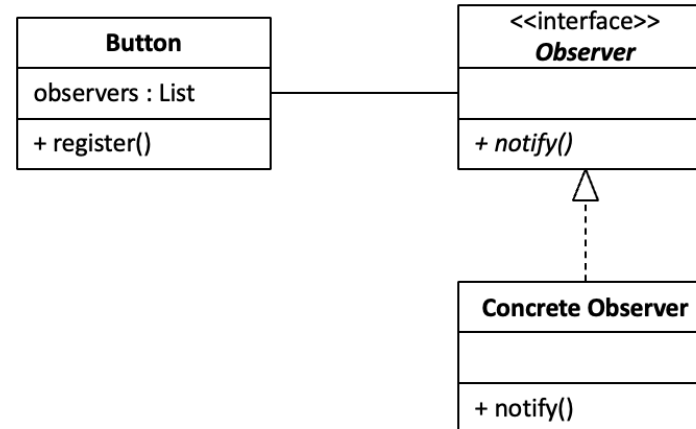 Button
observers : List
+ register()
<<interface>>
Observer
+ notify()
Concrete Observer
+ notify()